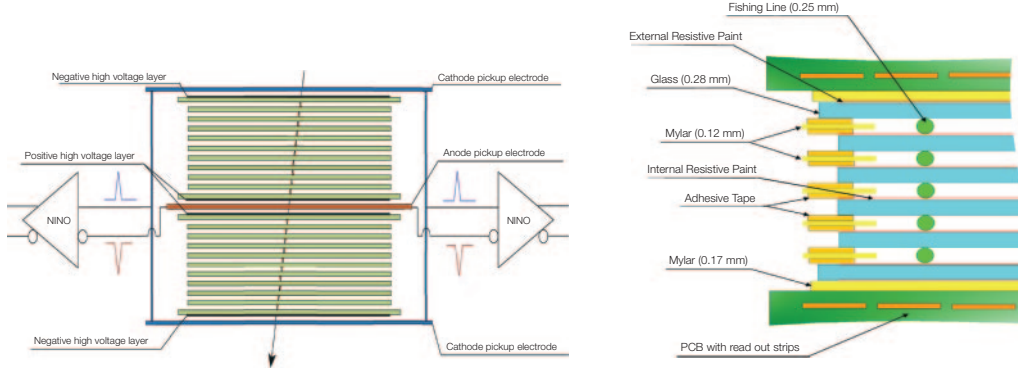 Negative high voltage layer
Cathode pickup electrode
Positive high voltage layer
Anode pickup electrode
NINO
NINO
Negative high voltage layer
Cathode pickup electrode
Fishing Line (0.25 mm)
External Resistive Paint
Glass (0.28 mm)
Mylar (0.12 mm)
Internal Resistive Paint
Adhesive Tape
Mylar (0.17 mm)
PCB with read out strips